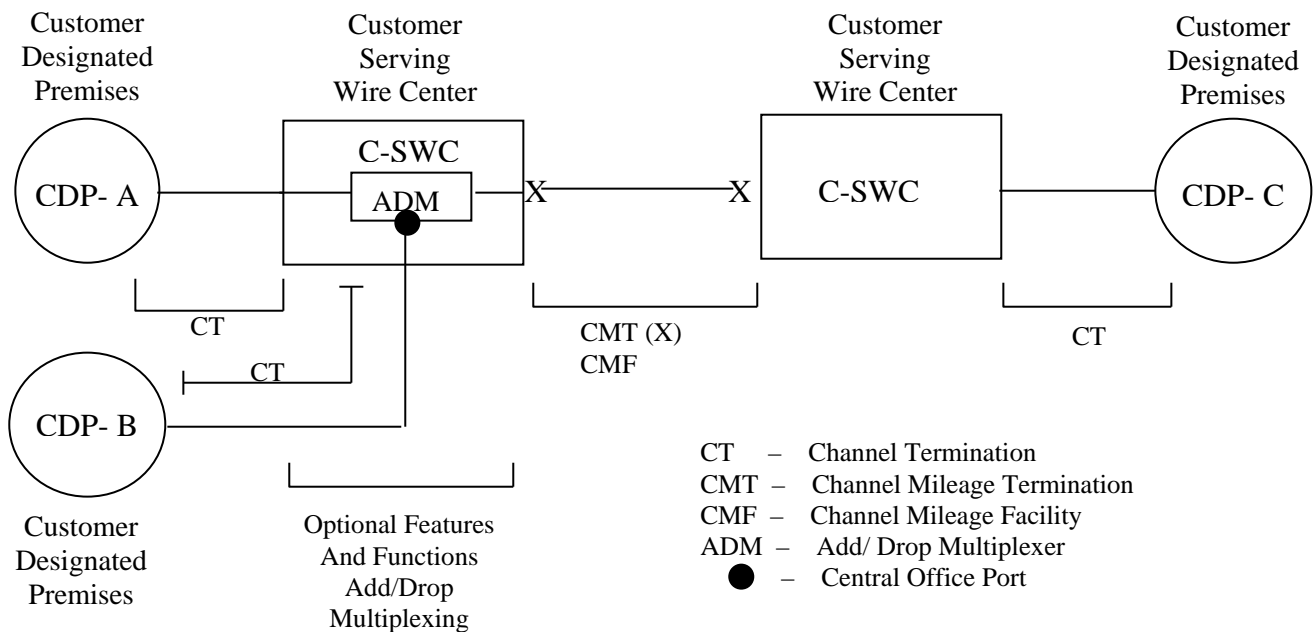 Customer
Designated
Premises
Customer
Serving
Wire Center
Customer
Serving
Wire Center
Customer
Designated
Premises
CDP- A
C-SWC
ADM
X
X
C-SWC
CDP- C
CT
CMT (X)
CMF
CT
CT
CDP- B
Customer
Designated
Premises
Optional Features
And Functions
Add/Drop
Multiplexing
CT – Channel Termination
CMT – Channel Mileage Termination
CMF – Channel Mileage Facility
ADM – Add/ Drop Multiplexer
– Central Office Port